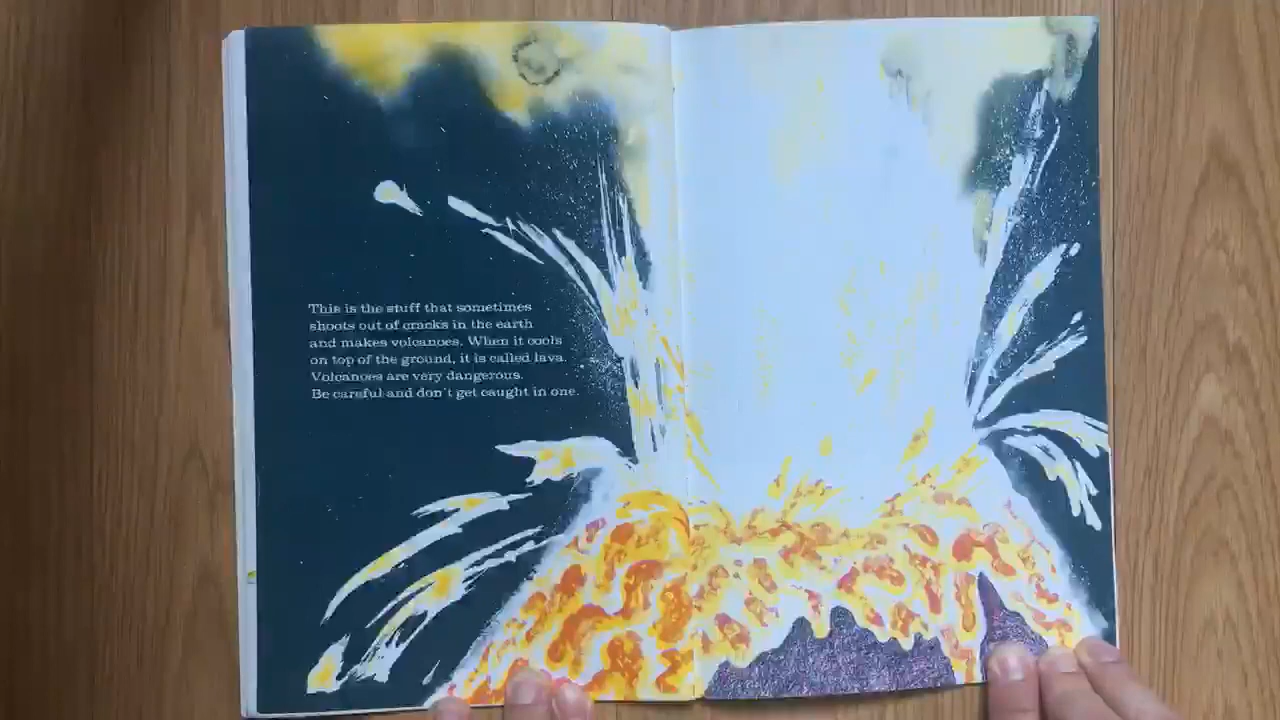 This is the stuff that sometimes
shoots out of cracks in the earth
and makes volcanoes. When it cools
on top of the ground, it is called lava.
Volcanoes are very dangerous.
Be careful and don't get caught in one.